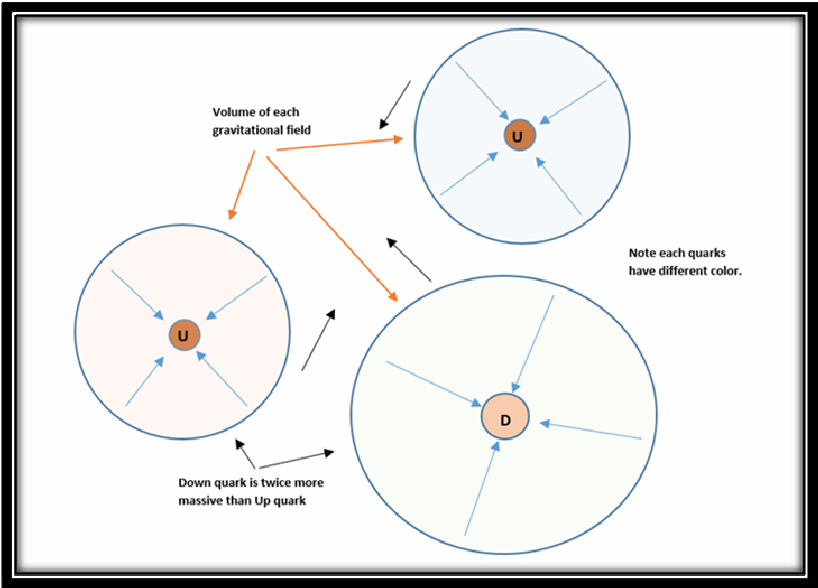 Volume of each
gravitational field
U
Note each quarks
have different color.
U
D
Down quark is twice more
massive than Up quark